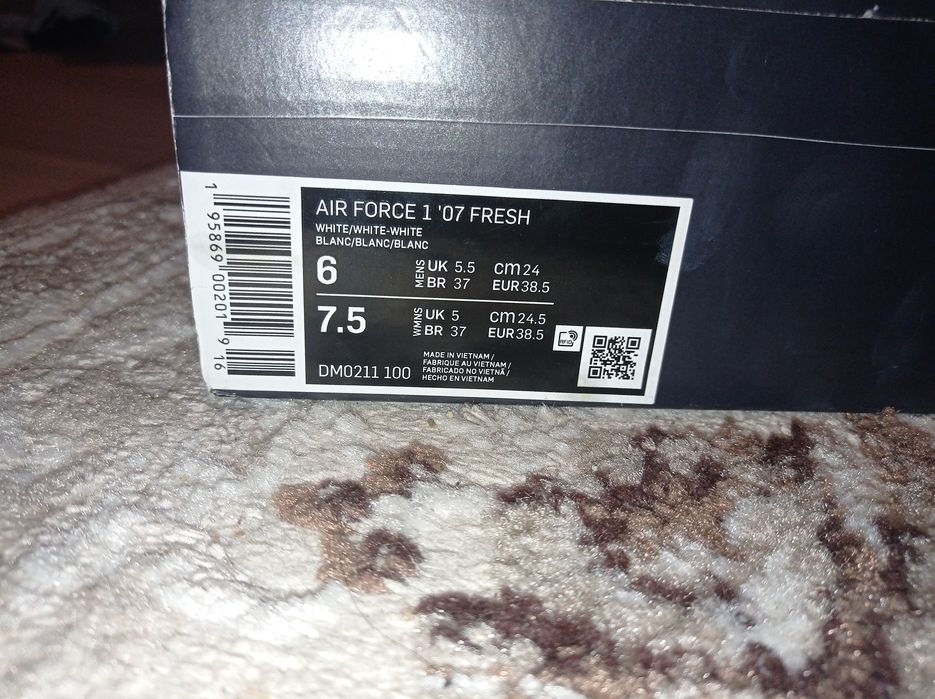 1 95869 00201 9 16
AIR FORCE 1 '07 FRESH
WHITE/WHITE-WHITE
BLANC/BLANC/BLANC
6 MENS UK 5.5 cm 24
BR 37 EUR 38.5
7.5 WMNS UK 5 cm 24.5
BR 37 EUR 38.5
RFID
MADE IN VIETNAM /
FABRIQUE AU VIETNAM /
FABRICADO NO VIETNÃ /
HECHO EN VIETNAM
DM0211 100